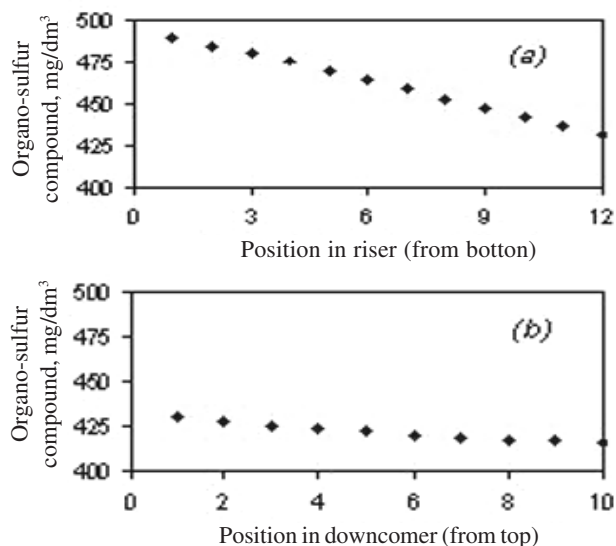 500
475
450
425
400
Organo-sulfur
compound, mg/dm³
(a)
0 3 6 9 12
Position in riser (from botton)
500
475
450
425
400
Organo-sulfur
compound, mg/dm³
(b)
0 2 4 6 8 10
Position in downcomer (from top)